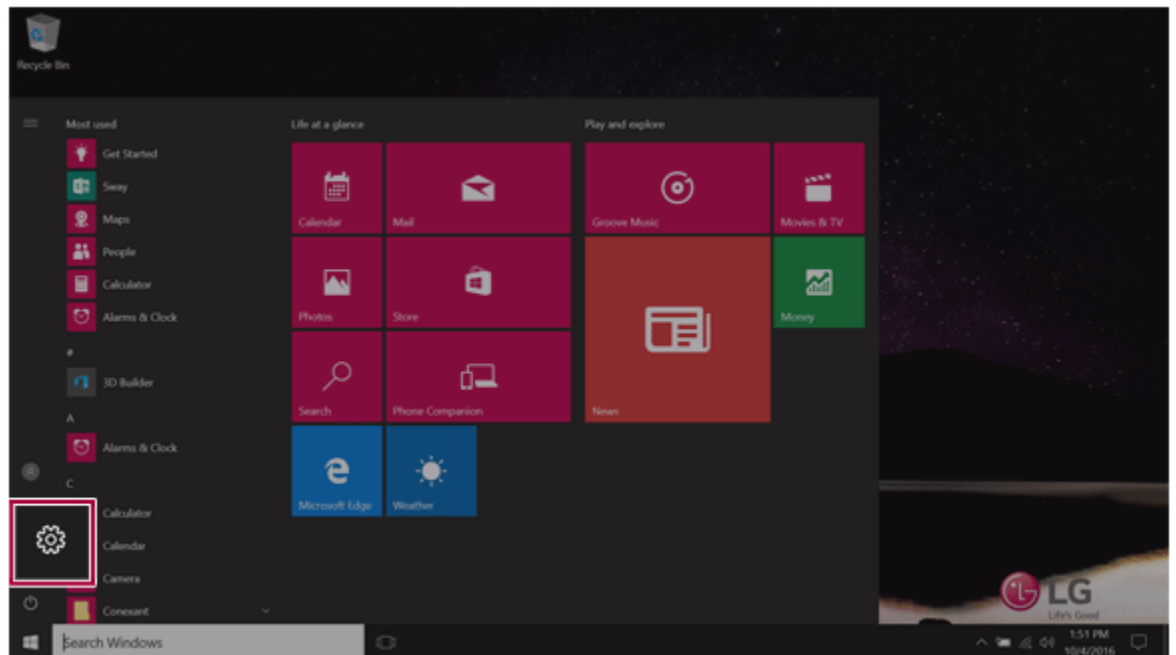 Recycle Bin
Most used
Get Started
Sway
Maps
People
Calculator
Alarms & Clock
#
3D Builder
A
Alarms & Clock
C
Calculator
Calendar
Camera
Conexant
Life at a glance
Calendar
Mail
Photos
Store
Search
Phone Companion
Microsoft Edge
Weather
Play and explore
Groove Music
Movies & TV
News
Money
LG
Life's Good
Search Windows
1:51 PM
10/4/2016